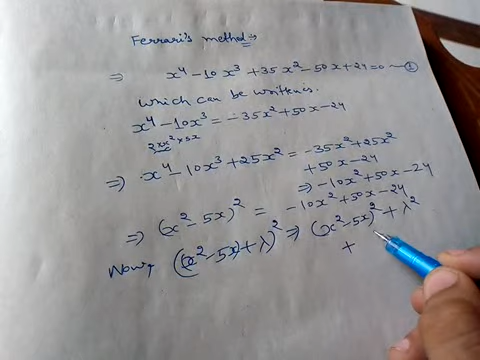 Ferrari's method :→
⇒ x⁴ - 10x³ + 35x² - 50x + 24 = 0 — ①
which can be written is.
x⁴ - 10x³ = -35x² + 50x - 24
2×x²×5x
⇒ x⁴ - 10x³ + 25x² = -35x² + 25x²
+ 50x - 24
⇒ -10x² + 50x - 24
⇒ (x² - 5x)² = -10x² + 50x - 24
Now, ((x² - 5x) + λ)² ⇒ (x² - 5x)² + λ²
+